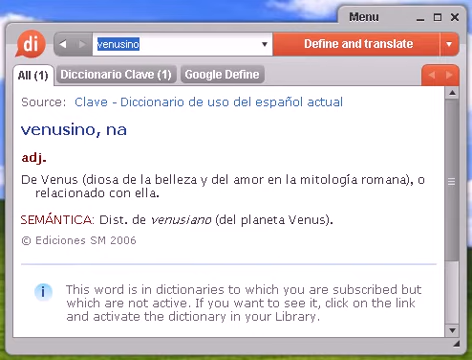 Menu
di
venusino
Define and translate
All (1)
Diccionario Clave (1)
Google Define
Source: Clave - Diccionario de uso del español actual
venusino, na
adj.
De Venus (diosa de la belleza y del amor en la mitología romana), o
relacionado con ella.
SEMÁNTICA: Dist. de venusiano (del planeta Venus).
© Ediciones SM 2006
i
This word is in dictionaries to which you are subscribed but
which are not active. If you want to see it, click on the link
and activate the dictionary in your Library.